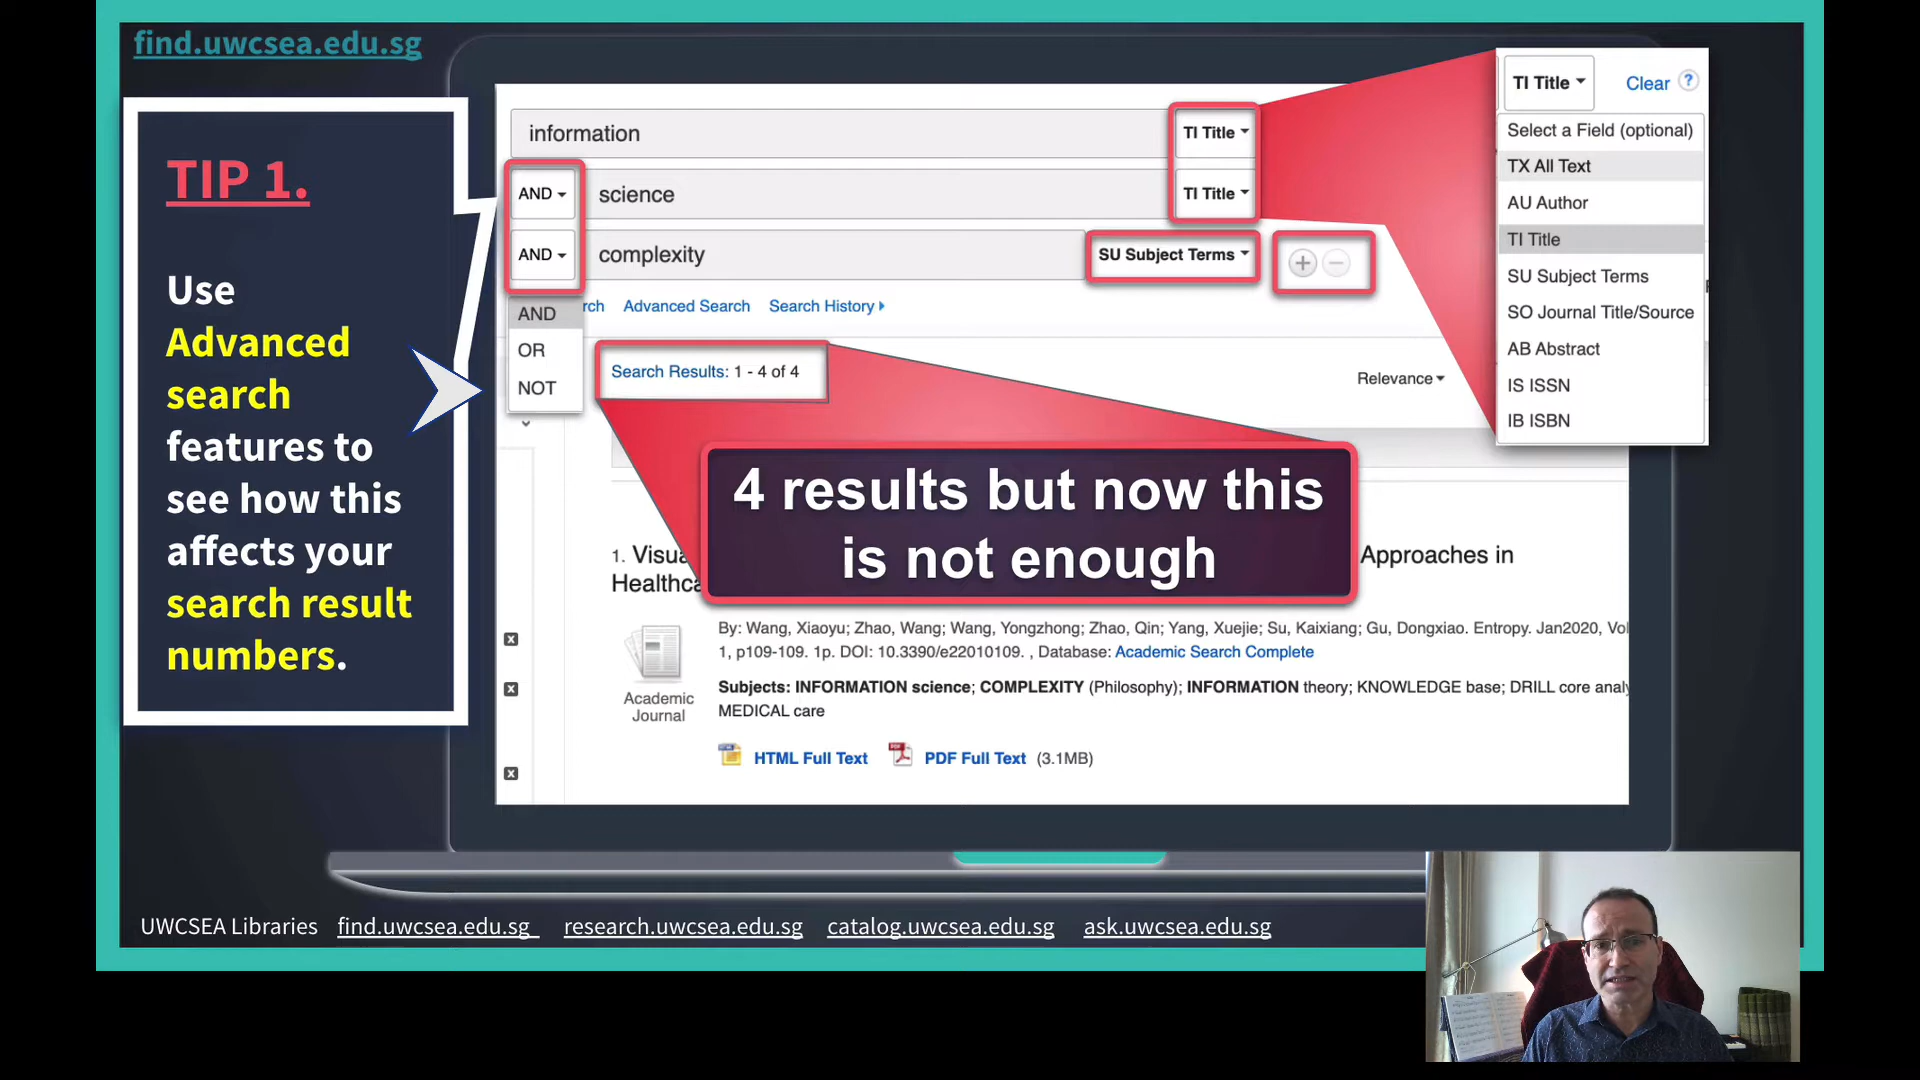 find.uwcsea.edu.sg
TIP 1.
Use
Advanced
search
features to
see how this
affects your
search result
numbers.
information
TI Title
AND
science
TI Title
AND
complexity
SU Subject Terms
rch
Advanced Search
Search History
AND
OR
NOT
Search Results: 1 - 4 of 4
Relevance
TI Title
Clear
?
Select a Field (optional)
TX All Text
AU Author
TI Title
SU Subject Terms
SO Journal Title/Source
AB Abstract
IS ISSN
IB ISBN
4 results but now this
is not enough
1. Visua
Approaches in
Healthca
By: Wang, Xiaoyu; Zhao, Wang; Wang, Yongzhong; Zhao, Qin; Yang, Xuejie; Su, Kaixiang; Gu, Dongxiao. Entropy. Jan2020, Vol
1, p109-109. 1p. DOI: 10.3390/e22010109. , Database: Academic Search Complete
Academic
Journal
Subjects: INFORMATION science; COMPLEXITY (Philosophy); INFORMATION theory; KNOWLEDGE base; DRILL core analy
MEDICAL care
HTML Full Text
PDF Full Text (3.1MB)
UWCSEA Libraries find.uwcsea.edu.sg research.uwcsea.edu.sg catalog.uwcsea.edu.sg ask.uwcsea.edu.sg